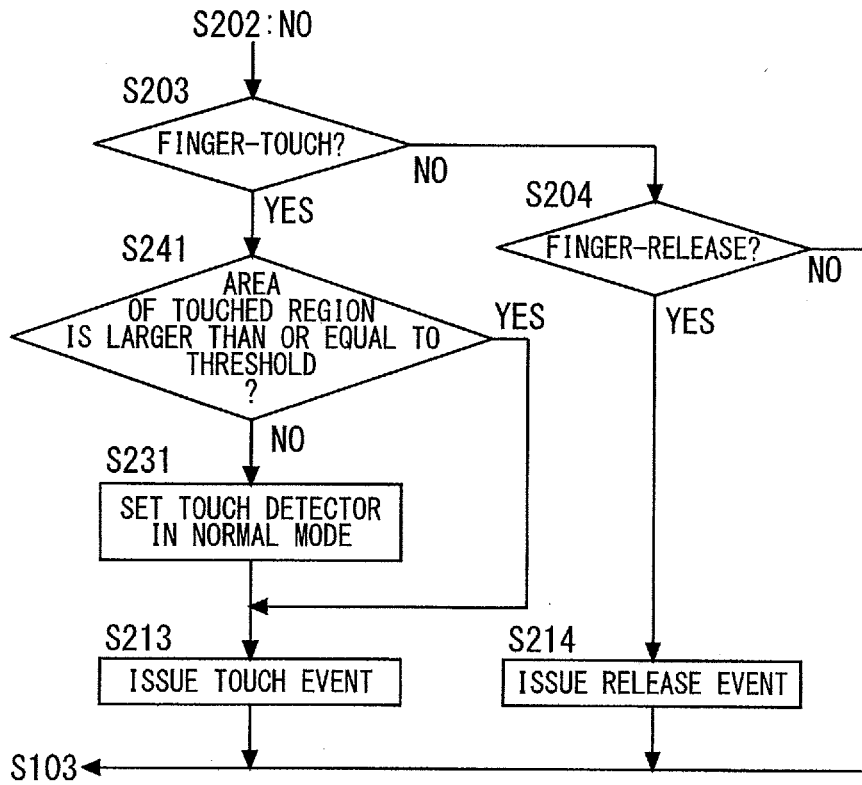 S202:NO
S203
FINGER-TOUCH?
NO
YES
S204
FINGER-RELEASE?
NO
YES
S241
AREA
OF TOUCHED REGION
IS LARGER THAN OR EQUAL TO
THRESHOLD
?
YES
NO
S231
SET TOUCH DETECTOR
IN NORMAL MODE
S213
ISSUE TOUCH EVENT
S214
ISSUE RELEASE EVENT
S103